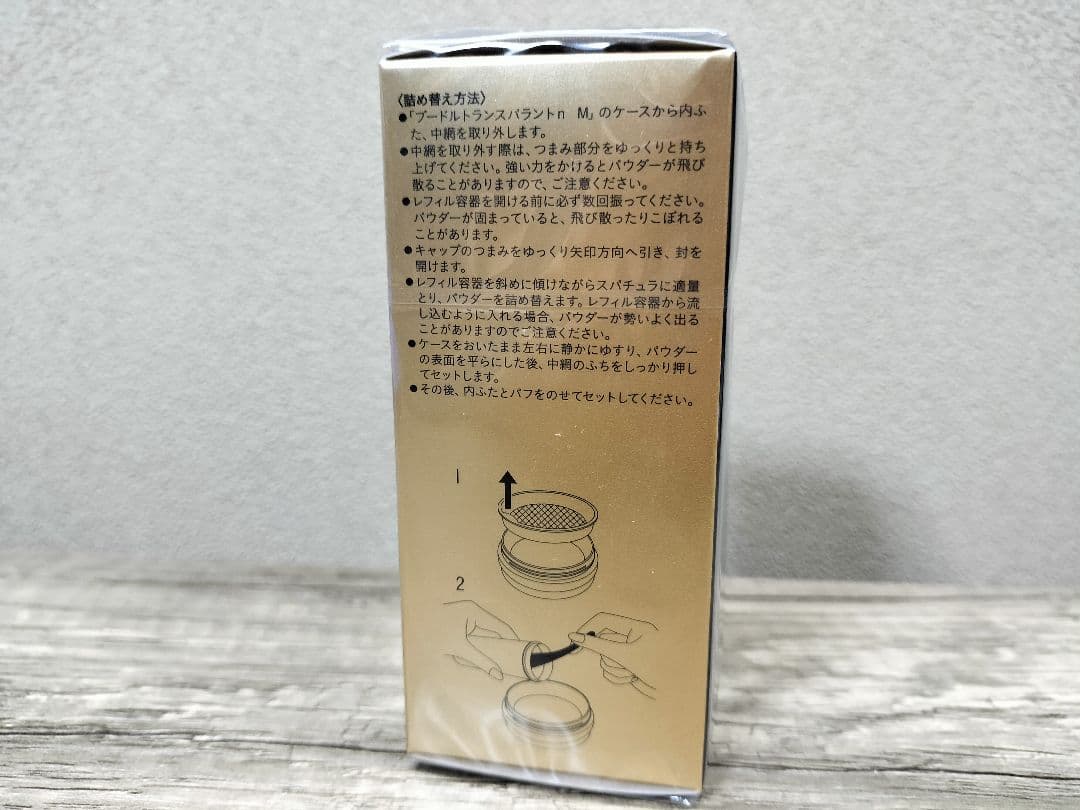 〈詰め替え方法〉
●「プードルトランスパラントn M」のケースから内ふ
た、中網を取り外します。
●中網を取り外す際は、つまみ部分をゆっくりと持ち
上げてください。強い力をかけるとパウダーが飛び
散ることがありますので、ご注意ください。
●レフィル容器を開ける前に必ず数回振ってください。
パウダーが固まっていると、飛び散ったりこぼれる
ことがあります。
●キャップのつまみをゆっくり矢印方向へ引き、封を
開けます。
●レフィル容器を斜めに傾けながらスパチュラに適量
とり、パウダーを詰め替えます。レフィル容器から流
し込むように入れる場合、パウダーが勢いよく出る
ことがありますのでご注意ください。
●ケースをおいたまま左右に静かにゆすり、パウダー
の表面を平らにした後、中網のふちをしっかり押し
てセットします。
●その後、内ふたとパフをのせてセットしてください。
1
2